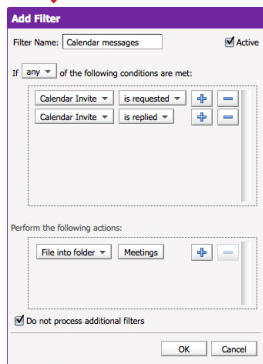 Add Filter
Filter Name: Calendar messages Active
If any of the following conditions are met:
Calendar Invite is requested
Calendar Invite is replied
Perform the following actions:
File into folder Meetings
Do not process additional filters
OK Cancel